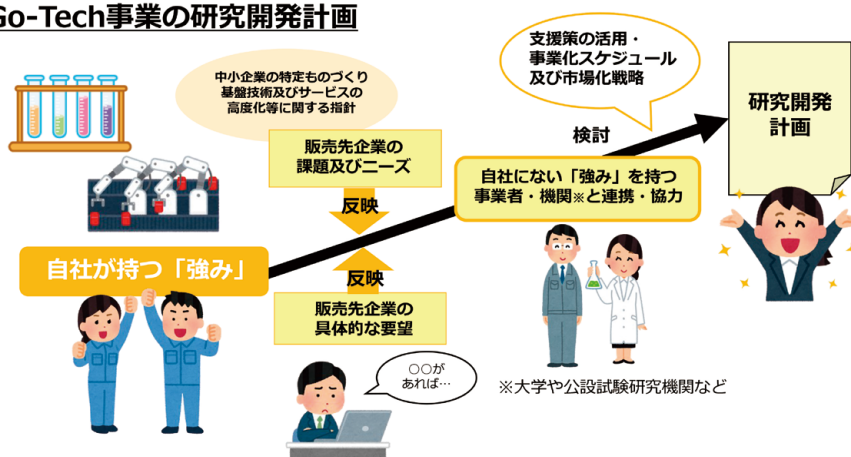 Go-Tech事業の研究開発計画
中小企業の特定ものづくり
基盤技術及びサービスの
高度化等に関する指針
支援策の活用・
事業化スケジュール
及び市場化戦略
研究開発
計画
検討
販売先企業の
課題及びニーズ
反映
自社にない「強み」を持つ
事業者・機関※と連携・協力
自社が持つ「強み」
反映
販売先企業の
具体的な要望
○○が
あれば…
※大学や公設試験研究機関など